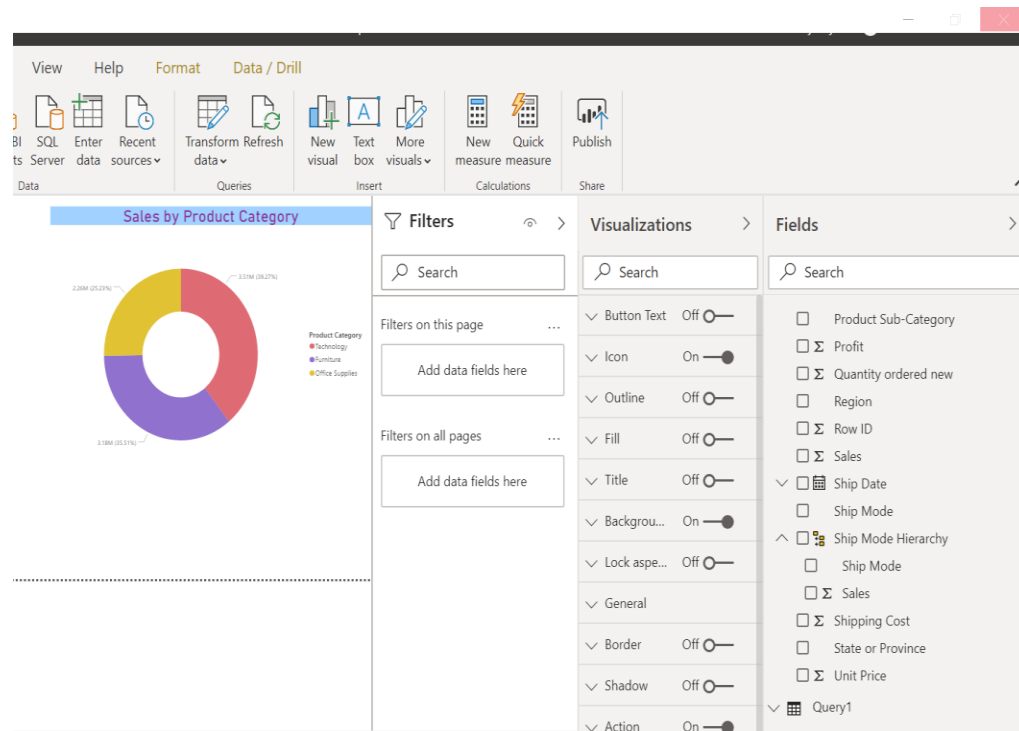 View Help Format Data / Drill
BI SQL Enter Recent Transform Refresh New Text More New Quick Publish
ts Server data sources data visual box visuals measure measure
Data Queries Insert Calculations Share
Sales by Product Category
3.51M (39.27%)
2.26M (25.23%)
3.18M (35.51%)
Product Category
Technology
Furniture
Office Supplies
Filters
Search
Filters on this page ...
Add data fields here
Filters on all pages ...
Add data fields here
Visualizations
Search
Button Text Off
Icon On
Outline Off
Fill Off
Title Off
Backgrou... On
Lock aspe... Off
General
Border Off
Shadow Off
Action On
Fields
Search
Product Sub-Category
Σ Profit
Σ Quantity ordered new
Region
Σ Row ID
Σ Sales
Ship Date
Ship Mode
Ship Mode Hierarchy
Ship Mode
Σ Sales
Σ Shipping Cost
State or Province
Σ Unit Price
Query1